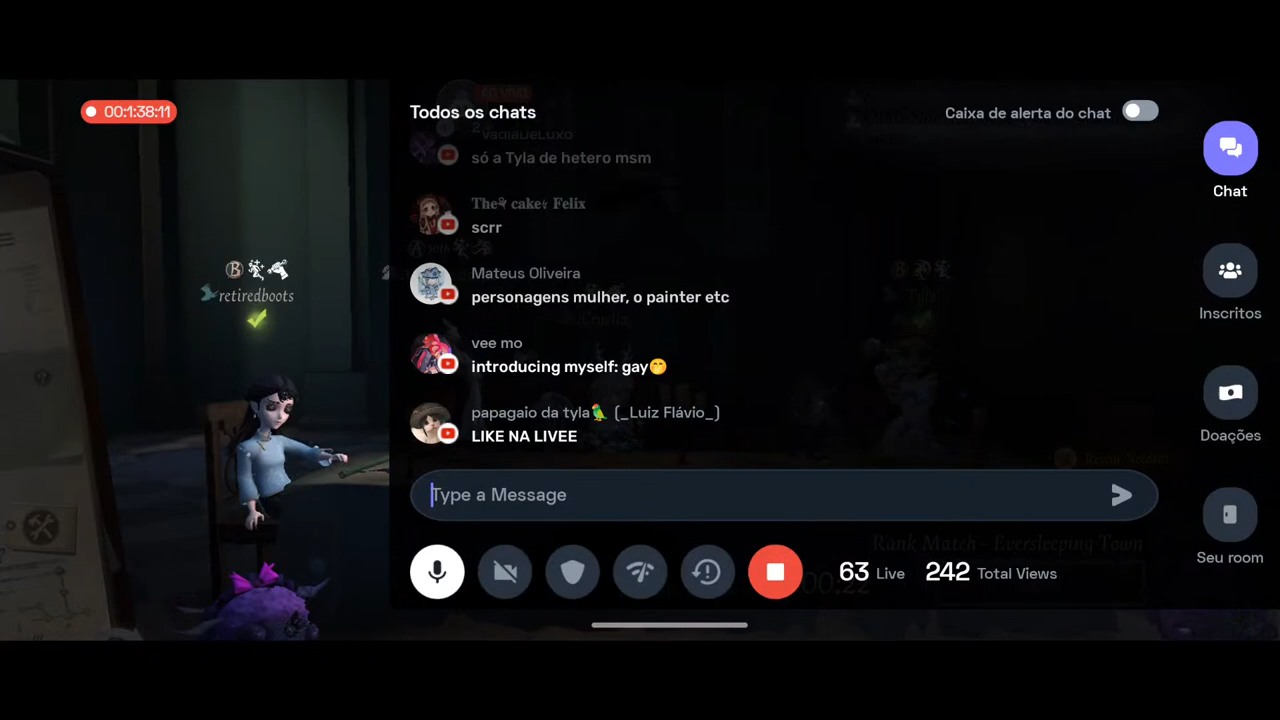 00:1:38:11
Todos os chats
Caixa de alerta do chat
VadiaDeLuxo
só a Tyla de hetero msm
The cake Felix
scrr
Mateus Oliveira
personagens mulher, o painter etc
vee mo
introducing myself: gay🤭
papagaio da tyla🦜 (_Luiz Flávio_)
LIKE NA LIVEE
Type a Message
63 Live 242 Total Views
Chat
Inscritos
Doações
Seu room
B
retiredboots
Rank Match - Eversleeping Town